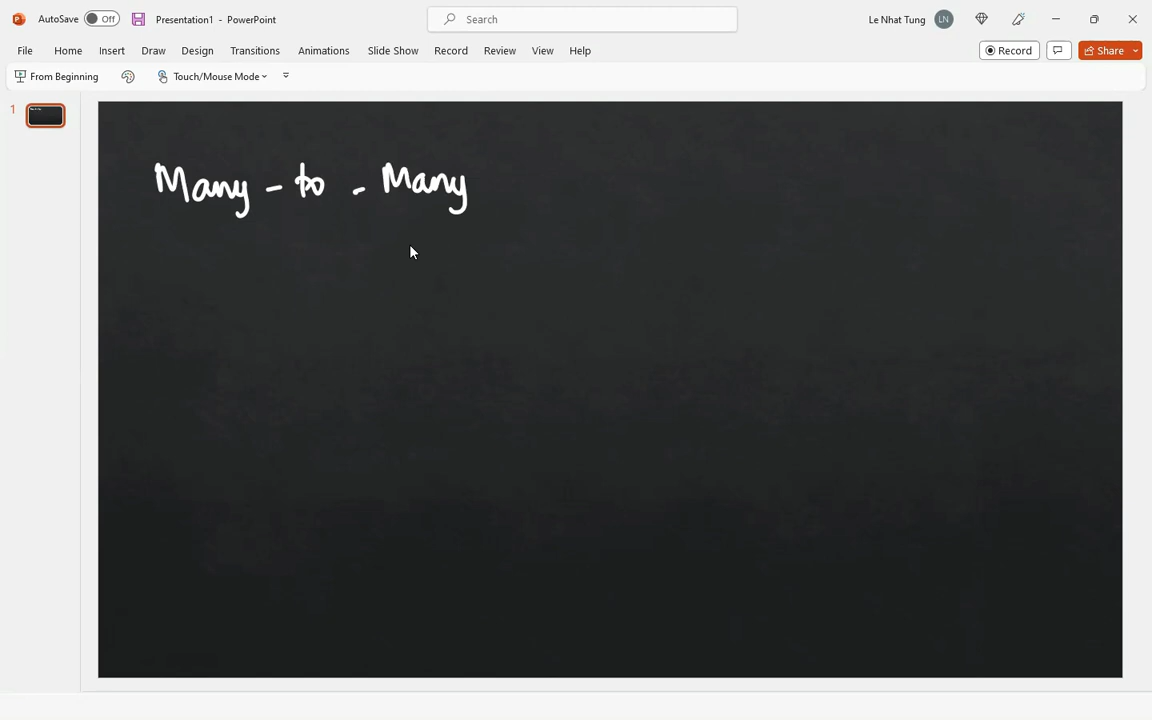 AutoSave Off Presentation1 - PowerPoint Search Le Nhat Tung LN
File Home Insert Draw Design Transitions Animations Slide Show Record Review View Help Record Share
From Beginning Touch/Mouse Mode
1
Many - to - Many